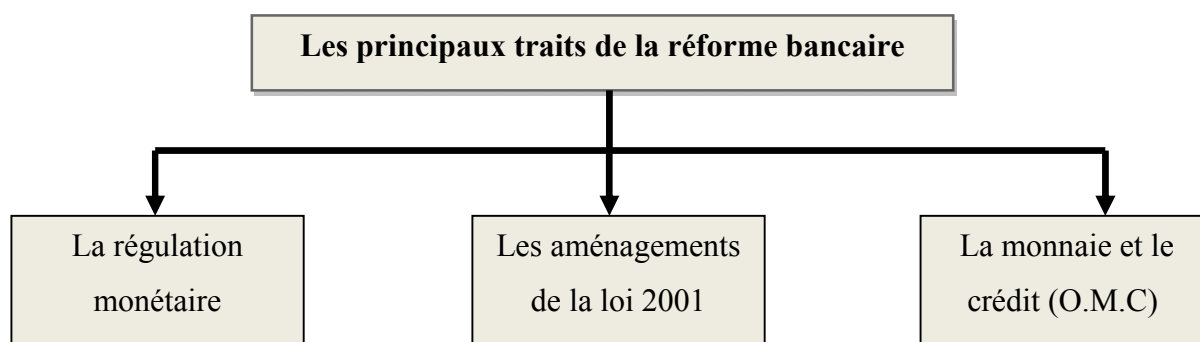 Les principaux traits de la réforme bancaire
La régulation
monétaire
Les aménagements
de la loi 2001
La monnaie et le
crédit (O.M.C)